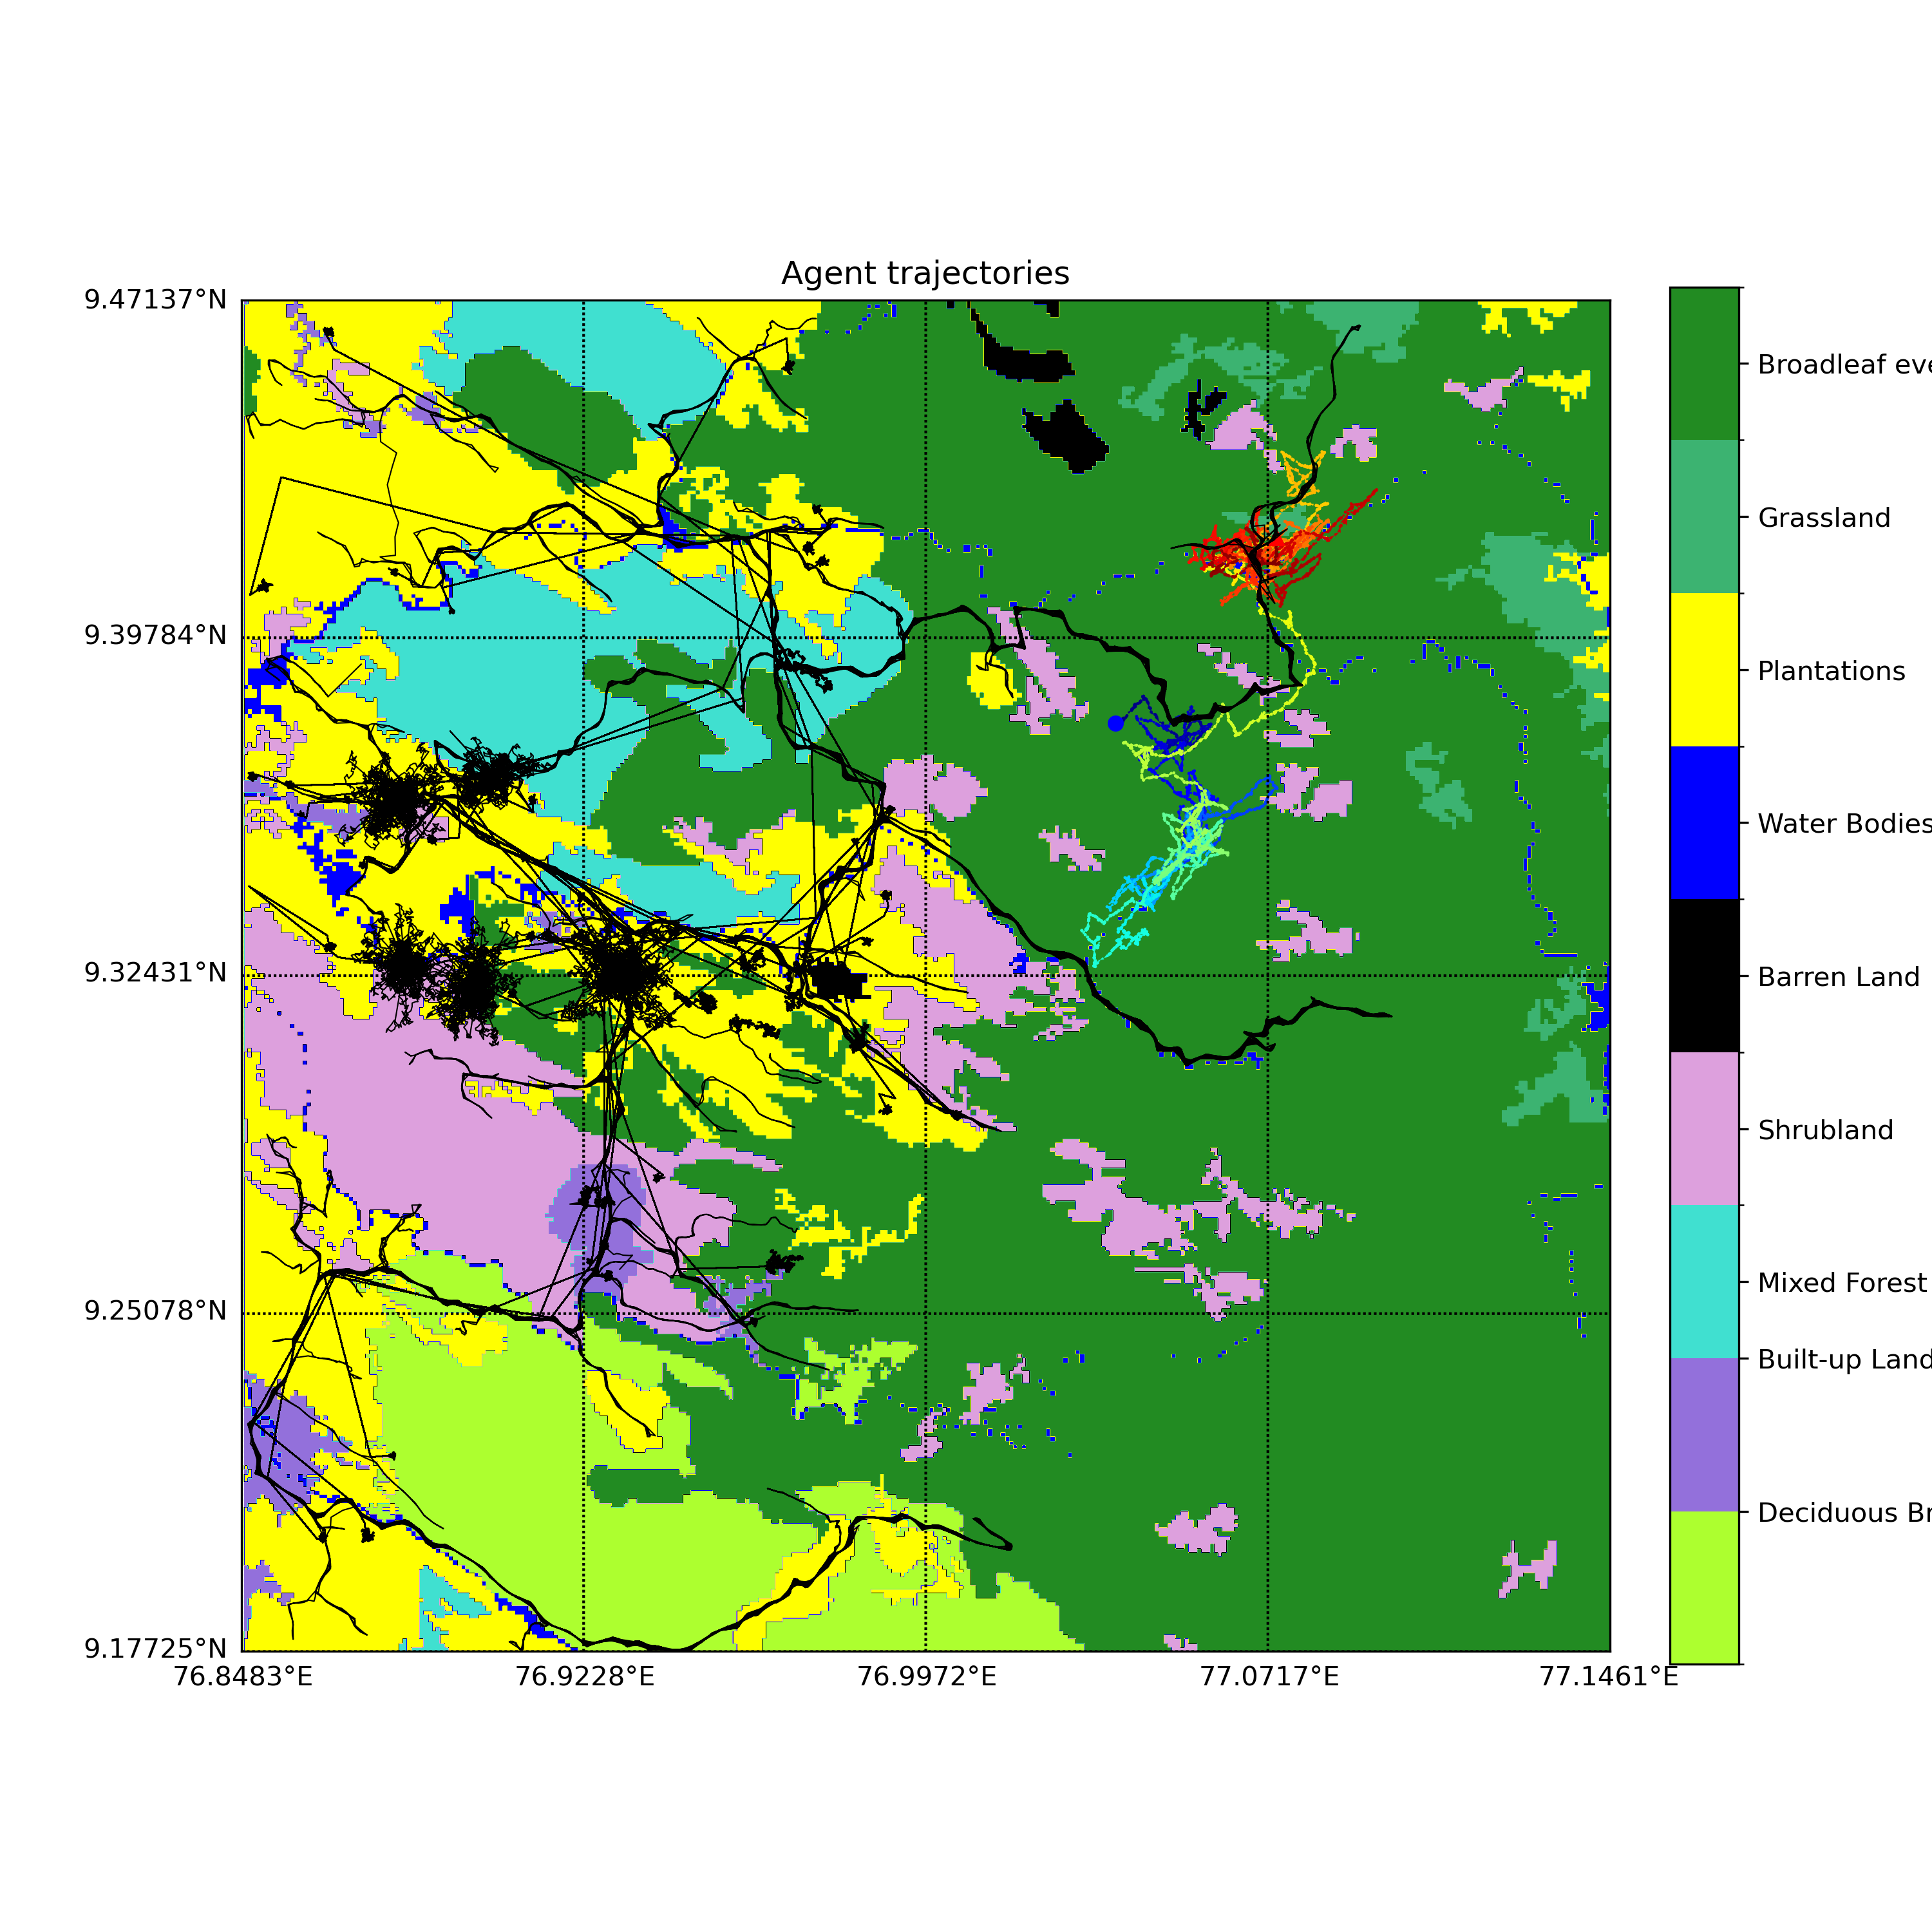 Agent trajectories
9.47137°N
9.39784°N
9.32431°N
9.25078°N
9.17725°N
76.8483°E
76.9228°E
76.9972°E
77.0717°E
77.1461°E
Broadleaf eve
Grassland
Plantations
Water Bodies
Barren Land
Shrubland
Mixed Forest
Built-up Land
Deciduous Br